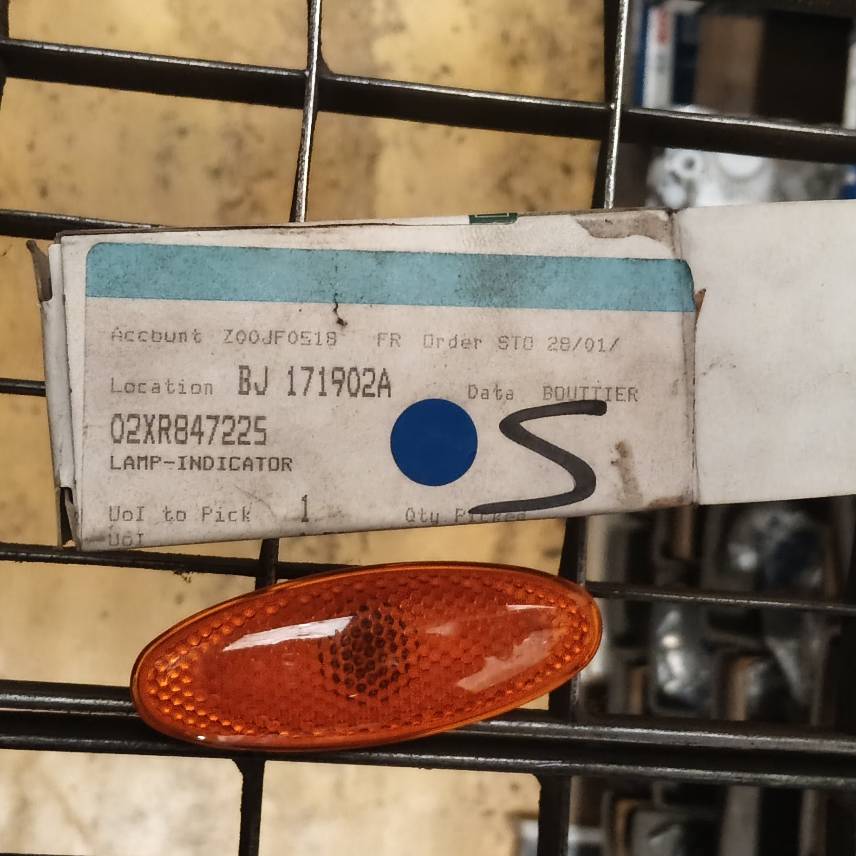 Account Z00JF0518 FR Order STO 28/01/
Location BJ 171902A Data BOUTTIER
02XR847225
LAMP-INDICATOR
S
UoI to Pick 1 Qty Picked
UoI